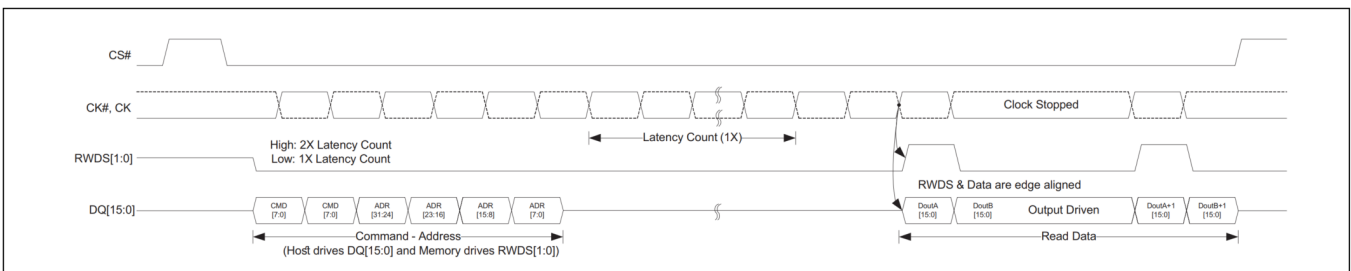 CS#
CK#, CK
Clock Stopped
Latency Count (1X)
High: 2X Latency Count
Low: 1X Latency Count
RWDS[1:0]
RWDS & Data are edge aligned
DQ[15:0]
CMD [7:0]
CMD [7:0]
ADR [31:24]
ADR [23:16]
ADR [15:8]
ADR [7:0]
DoutA [15:0]
DoutB [15:0]
Output Driven
DoutA+1 [15:0]
DoutB+1 [15:0]
Command - Address
Read Data
(Host drives DQ[15:0] and Memory drives RWDS[1:0])